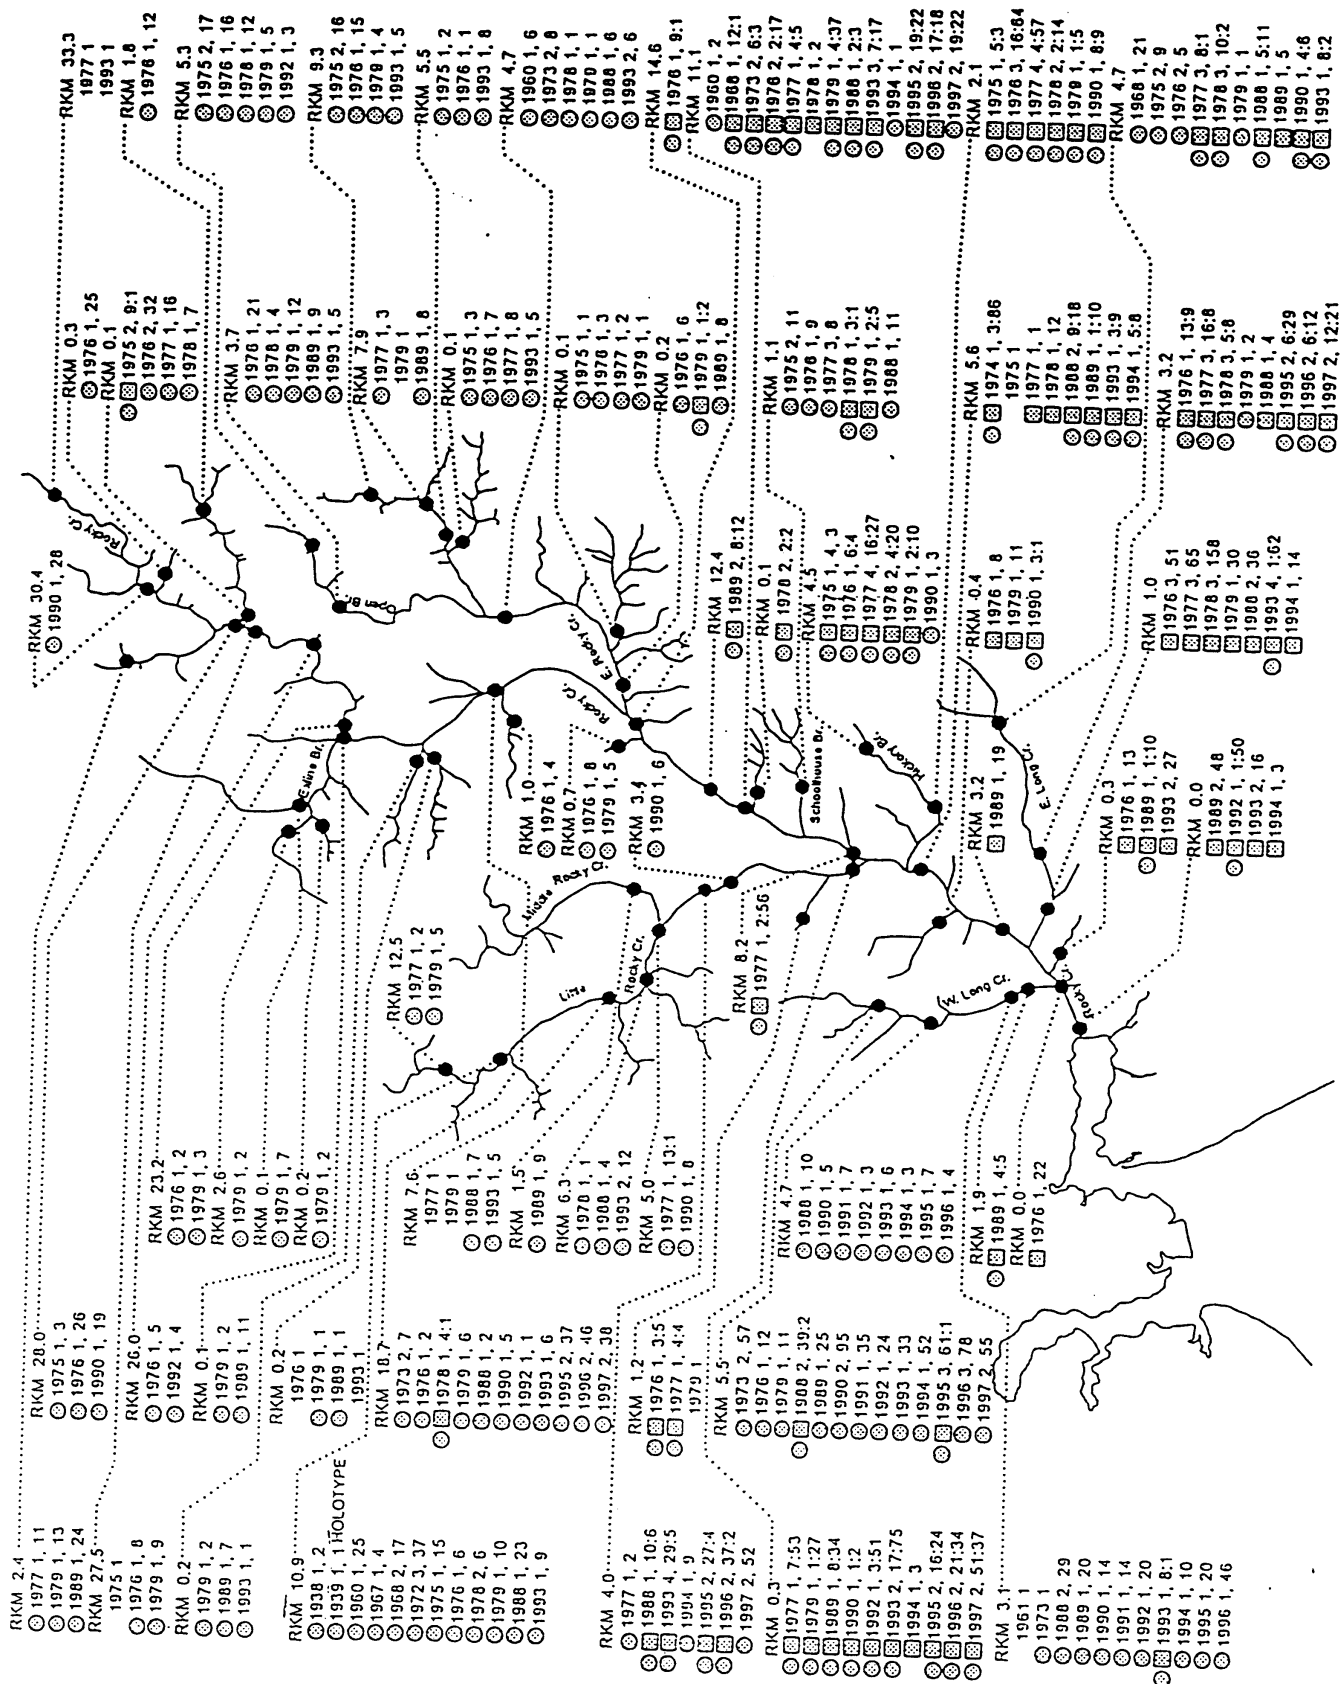 RKM 2.4
1977 1, 11
1979 1, 13
1989 1, 24
RKM 27.5
1975 1
1976 1, 8
1979 1, 9
RKM 0.2
1979 1, 2
1989 1, 7
1993 1, 1
RKM 10.9
1938 1, 2
1939 1, 1 HOLOTYPE
1960 1, 25
1967 1, 4
1968 2, 17
1972 3, 37
1975 1, 15
1976 1, 6
1978 2, 6
1979 1, 10
1988 1, 23
1993 1, 9
RKM 4.0
1977 1, 2
1988 1, 10:6
1993 4, 29:5
1994 1, 9
1995 2, 27:4
1996 2, 37:2
1997 2, 52
RKM 0.3
1977 1, 7:53
1979 1, 1:27
1989 1, 8:34
1990 1, 1:2
1992 1, 3:51
1993 2, 17:75
1994 1, 3
1995 2, 16:24
1996 2, 21:34
1997 2, 51:37
RKM 3.1
1961 1
1973 1
1988 2, 29
1989 1, 20
1990 1, 14
1991 1, 14
1992 1, 20
1993 1, 8:1
1994 1, 10
1995 1, 20
1996 1, 46
RKM 28.0
1975 1, 3
1976 1, 26
1990 1, 19
RKM 26.0
1976 1, 5
1992 1, 4
RKM 0.1
1979 1, 2
1989 1, 11
RKM 0.2
1976 1
1979 1, 1
1989 1, 1
1993 1
RKM 18.7
1973 2, 7
1976 1, 2
1978 1, 4:1
1979 1, 6
1988 1, 2
1990 1, 5
1992 1, 1
1993 1, 6
1995 2, 37
1996 2, 46
1997 2, 38
RKM 1.2
1976 1, 3:5
1977 1, 4:4
1979 1
RKM 5.5
1973 2, 57
1976 1, 12
1979 1, 11
1988 2, 39:2
1989 1, 25
1990 2, 95
1991 1, 35
1992 1, 24
1993 1, 33
1994 1, 52
1995 3, 61:1
1996 3, 78
1997 2, 55
RKM 23.2
1976 1, 2
1979 1, 3
RKM 2.6
1979 1, 2
RKM 0.1
1979 1, 7
RKM 0.2
1979 1, 2
RKM 7.6
1977 1
1979 1
1988 1, 7
1993 1, 5
RKM 1.5
1989 1, 9
RKM 6.3
1978 1, 1
1988 1, 4
1993 2, 12
RKM 5.0
1977 1, 13:1
1990 1, 8
RKM 4.7
1988 1, 10
1990 1, 5
1991 1, 7
1992 1, 3
1993 1, 6
1994 1, 3
1995 1, 7
1996 1, 4
RKM 1.9
1989 1, 4:5
RKM 0.0
1976 1, 22
RKM 12.5
1977 1, 2
1979 1, 5
RKM 8.2
1977 1, 2:56
Little
Rocky Cr.
Middle Rocky Cr.
(W. Long Cr.
Rocky Cr.
RKM 1.0
1976 1, 4
RKM 0.7
1976 1, 8
1979 1, 5
RKM 3.4
1990 1, 6
RKM 3.2
1989 1, 19
RKM 0.3
1976 1, 13
1989 1, 1:10
1993 2, 27
RKM 0.0
1989 2, 48
1992 1, 1:50
1993 2, 16
1994 1, 3
Erdine Br.
Schoolhouse Br.
Hickory Br.
E. Long Cr.
RKM 30.4
1990 1, 28
Rocky Cr.
Open Br.
E. Rocky Cr.
Rocky Cr.
RKM 12.4
1989 2, 8:12
RKM 0.1
1978 2, 2:2
RKM 4.5
1975 1, 4, 3
1976 1, 6:4
1977 4, 16:27
1978 2, 4:20
1979 1, 2:10
1990 1, 3
RKM 0.4
1976 1, 8
1979 1, 11
1990 1, 3:1
RKM 1.0
1976 3, 51
1977 3, 65
1978 3, 158
1979 1, 30
1988 2, 36
1993 4, 1:62
1994 1, 14
RKM 0.3
1976 1, 25
RKM 0.1
1975 2, 9:1
1976 2, 32
1977 1, 16
1978 1, 7
RKM 3.7
1976 1, 21
1978 1, 4
1979 1, 12
1989 1, 9
1993 1, 5
RKM 7.9
1977 1, 3
1979 1
1989 1, 8
RKM 0.1
1975 1, 3
1976 1, 7
1977 1, 8
1993 1, 5
RKM 0.1
1975 1, 1
1976 1, 3
1977 1, 2
1979 1, 1
RKM 0.2
1976 1, 6
1979 1, 1:2
1989 1, 8
RKM 1.1
1975 2, 11
1976 1, 9
1977 3, 8
1978 1, 3:1
1979 1, 2:5
1988 1, 11
RKM 5.6
1974 1, 3:86
1975 1
1977 1, 1
1978 1, 12
1988 2, 9:18
1989 1, 1:10
1993 1, 3:9
1994 1, 5:8
RKM 3.2
1976 1, 13:9
1977 3, 16:8
1978 3, 5:8
1979 1, 2
1988 1, 4
1995 2, 6:29
1996 2, 6:12
1997 2, 12:21
RKM 33.3
1977 1
1993 1
RKM 1.8
1976 1, 12
RKM 5.3
1975 2, 17
1976 1, 16
1978 1, 12
1979 1, 5
1992 1, 3
RKM 9.3
1975 2, 16
1976 1, 15
1979 1, 4
1993 1, 5
RKM 5.5
1975 1, 2
1976 1, 1
1993 1, 8
RKM 4.7
1960 1, 6
1973 2, 8
1978 1, 1
1979 1, 1
1988 1, 6
1993 2, 6
RKM 14.6
1976 1, 9:1
RKM 11.1
1960 1, 2
1968 1, 12:1
1973 2, 6:3
1976 2, 2:17
1977 1, 4:5
1978 1, 2
1979 1, 4:37
1988 1, 2:3
1993 3, 7:17
1994 1, 1
1995 2, 19:22
1996 2, 17:18
1997 2, 19:22
RKM 2.1
1975 1, 5:3
1976 3, 16:64
1977 4, 4:57
1978 2, 2:14
1979 1, 1:5
1990 1, 8:9
RKM 4.7
1968 1, 21
1975 2, 9
1976 2, 5
1977 3, 8:1
1978 3, 10:2
1979 1, 1
1988 1, 5:11
1989 1, 5
1990 1, 4:6
1993 1, 8:2